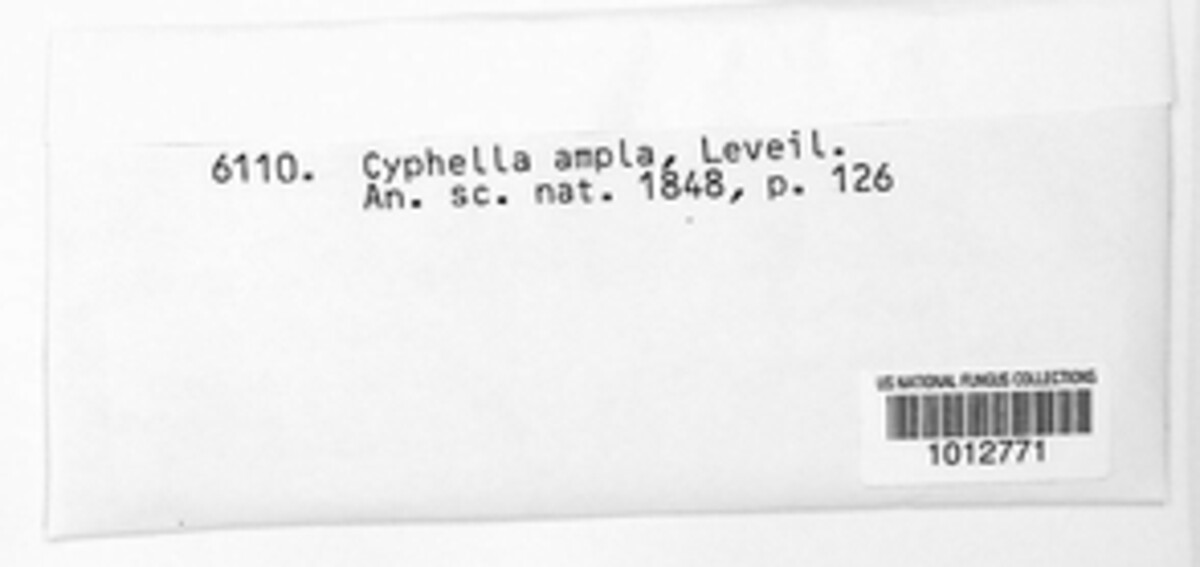 6110. Cyphella ampla, Leveil.
An. sc. nat. 1848, p. 126
US NATIONAL FUNGUS COLLECTIONS
1012771